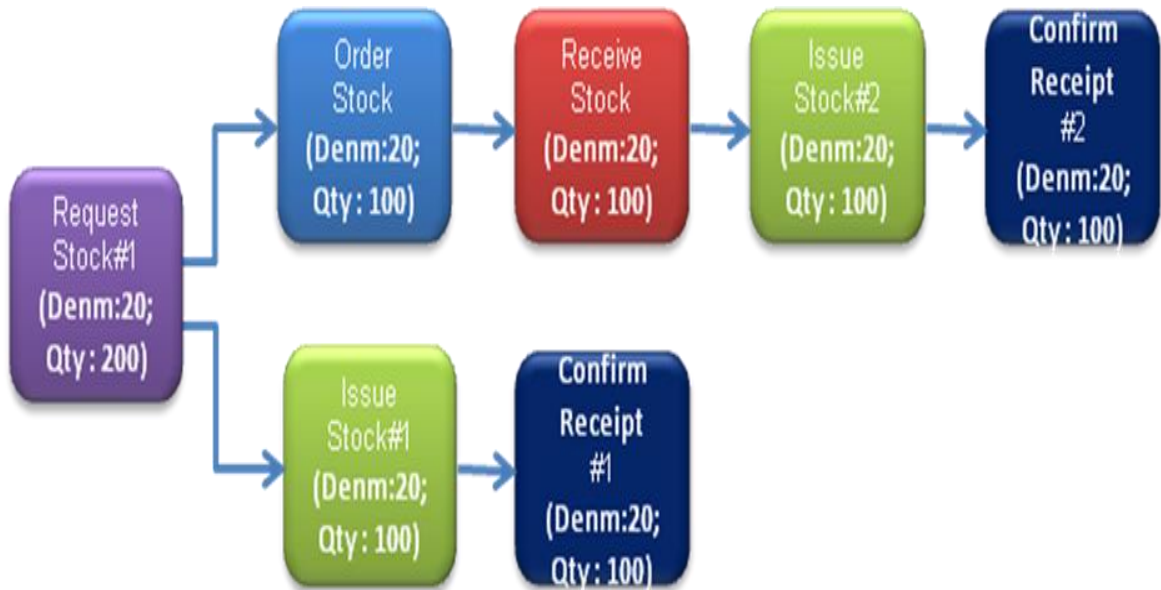 Order
Stock
(Denm:20;
Qty : 100)
Receive
Stock
(Denm:20;
Qty : 100)
Issue
Stock#2
(Denm:20;
Qty : 100)
Confirm
Receipt
#2
(Denm:20;
Qty : 100)
Request
Stock#1
(Denm:20;
Qty : 200)
Issue
Stock#1
(Denm:20;
Qty : 100)
Confirm
Receipt
#1
(Denm:20;
Qty : 100)